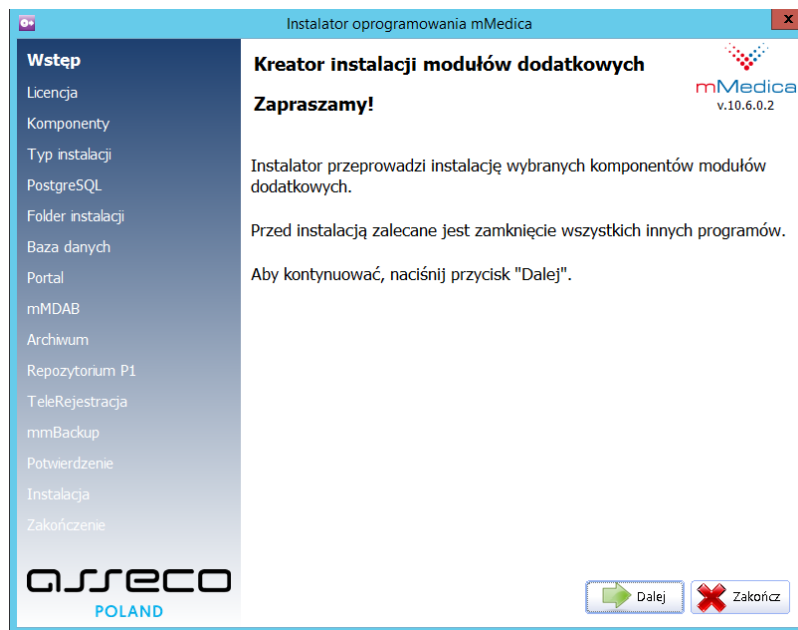 Instalator oprogramowania mMedica
x
Wstęp
Licencja
Komponenty
Typ instalacji
PostgreSQL
Folder instalacji
Baza danych
Portal
mMDAB
Archiwum
Repozytorium P1
TeleRejestracja
mmBackup
Potwierdzenie
Instalacja
Zakończenie
asseco
POLAND
Kreator instalacji modułów dodatkowych
Zapraszamy!
mMedica
v.10.6.0.2
Instalator przeprowadzi instalację wybranych komponentów modułów
dodatkowych.
Przed instalacją zalecane jest zamknięcie wszystkich innych programów.
Aby kontynuować, naciśnij przycisk "Dalej".
Dalej
Zakończ